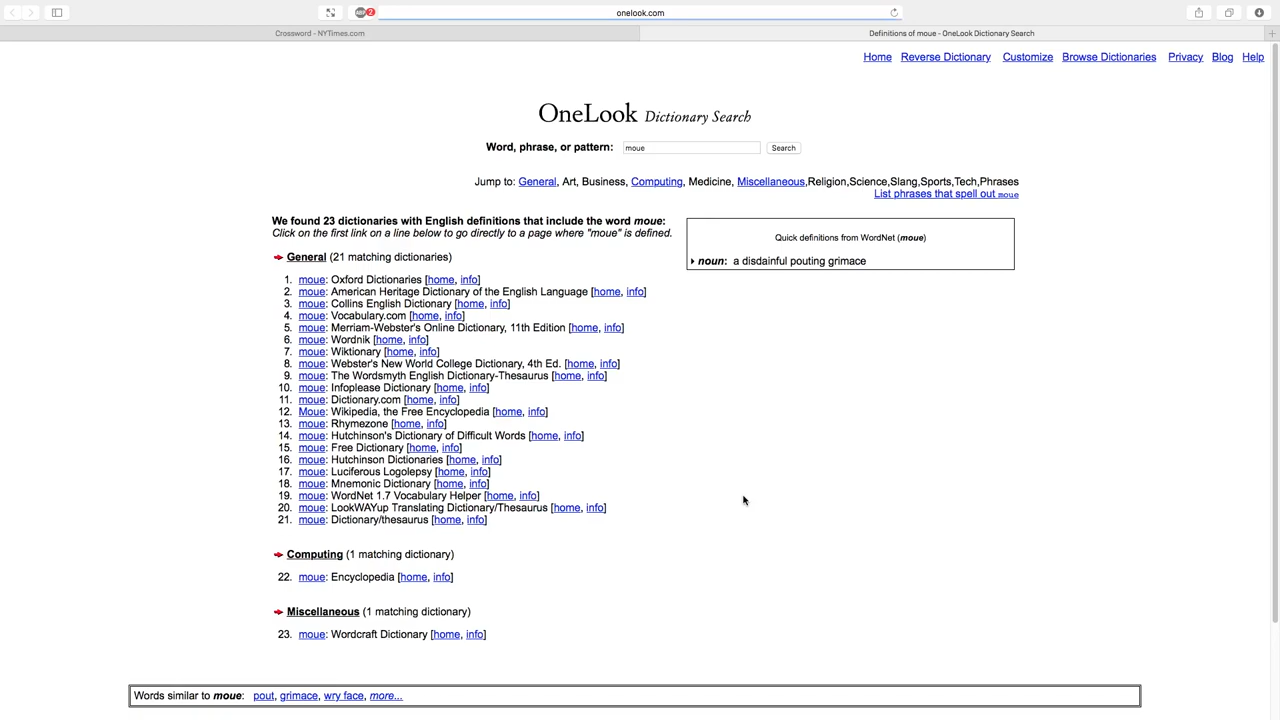 onelook.com
Crossword - NYTimes.com
Definitions of moue - OneLook Dictionary Search
Home Reverse Dictionary Customize Browse Dictionaries Privacy Blog Help
OneLook Dictionary Search
Word, phrase, or pattern: moue Search
Jump to: General, Art, Business, Computing, Medicine, Miscellaneous,Religion,Science,Slang,Sports,Tech,Phrases
List phrases that spell out moue
We found 23 dictionaries with English definitions that include the word moue:
Click on the first link on a line below to go directly to a page where "moue" is defined.
Quick definitions from WordNet (moue)
noun: a disdainful pouting grimace
General (21 matching dictionaries)
1. moue: Oxford Dictionaries [home, info]
2. moue: American Heritage Dictionary of the English Language [home, info]
3. moue: Collins English Dictionary [home, info]
4. moue: Vocabulary.com [home, info]
5. moue: Merriam-Webster's Online Dictionary, 11th Edition [home, info]
6. moue: Wordnik [home, info]
7. moue: Wiktionary [home, info]
8. moue: Webster's New World College Dictionary, 4th Ed. [home, info]
9. moue: The Wordsmyth English Dictionary-Thesaurus [home, info]
10. moue: Infoplease Dictionary [home, info]
11. moue: Dictionary.com [home, info]
12. Moue: Wikipedia, the Free Encyclopedia [home, info]
13. moue: Rhymezone [home, info]
14. moue: Hutchinson's Dictionary of Difficult Words [home, info]
15. moue: Free Dictionary [home, info]
16. moue: Hutchinson Dictionaries [home, info]
17. moue: Luciferous Logolepsy [home, info]
18. moue: Mnemonic Dictionary [home, info]
19. moue: WordNet 1.7 Vocabulary Helper [home, info]
20. moue: LookWAYup Translating Dictionary/Thesaurus [home, info]
21. moue: Dictionary/thesaurus [home, info]
Computing (1 matching dictionary)
22. moue: Encyclopedia [home, info]
Miscellaneous (1 matching dictionary)
23. moue: Wordcraft Dictionary [home, info]
Words similar to moue: pout, grimace, wry face, more...